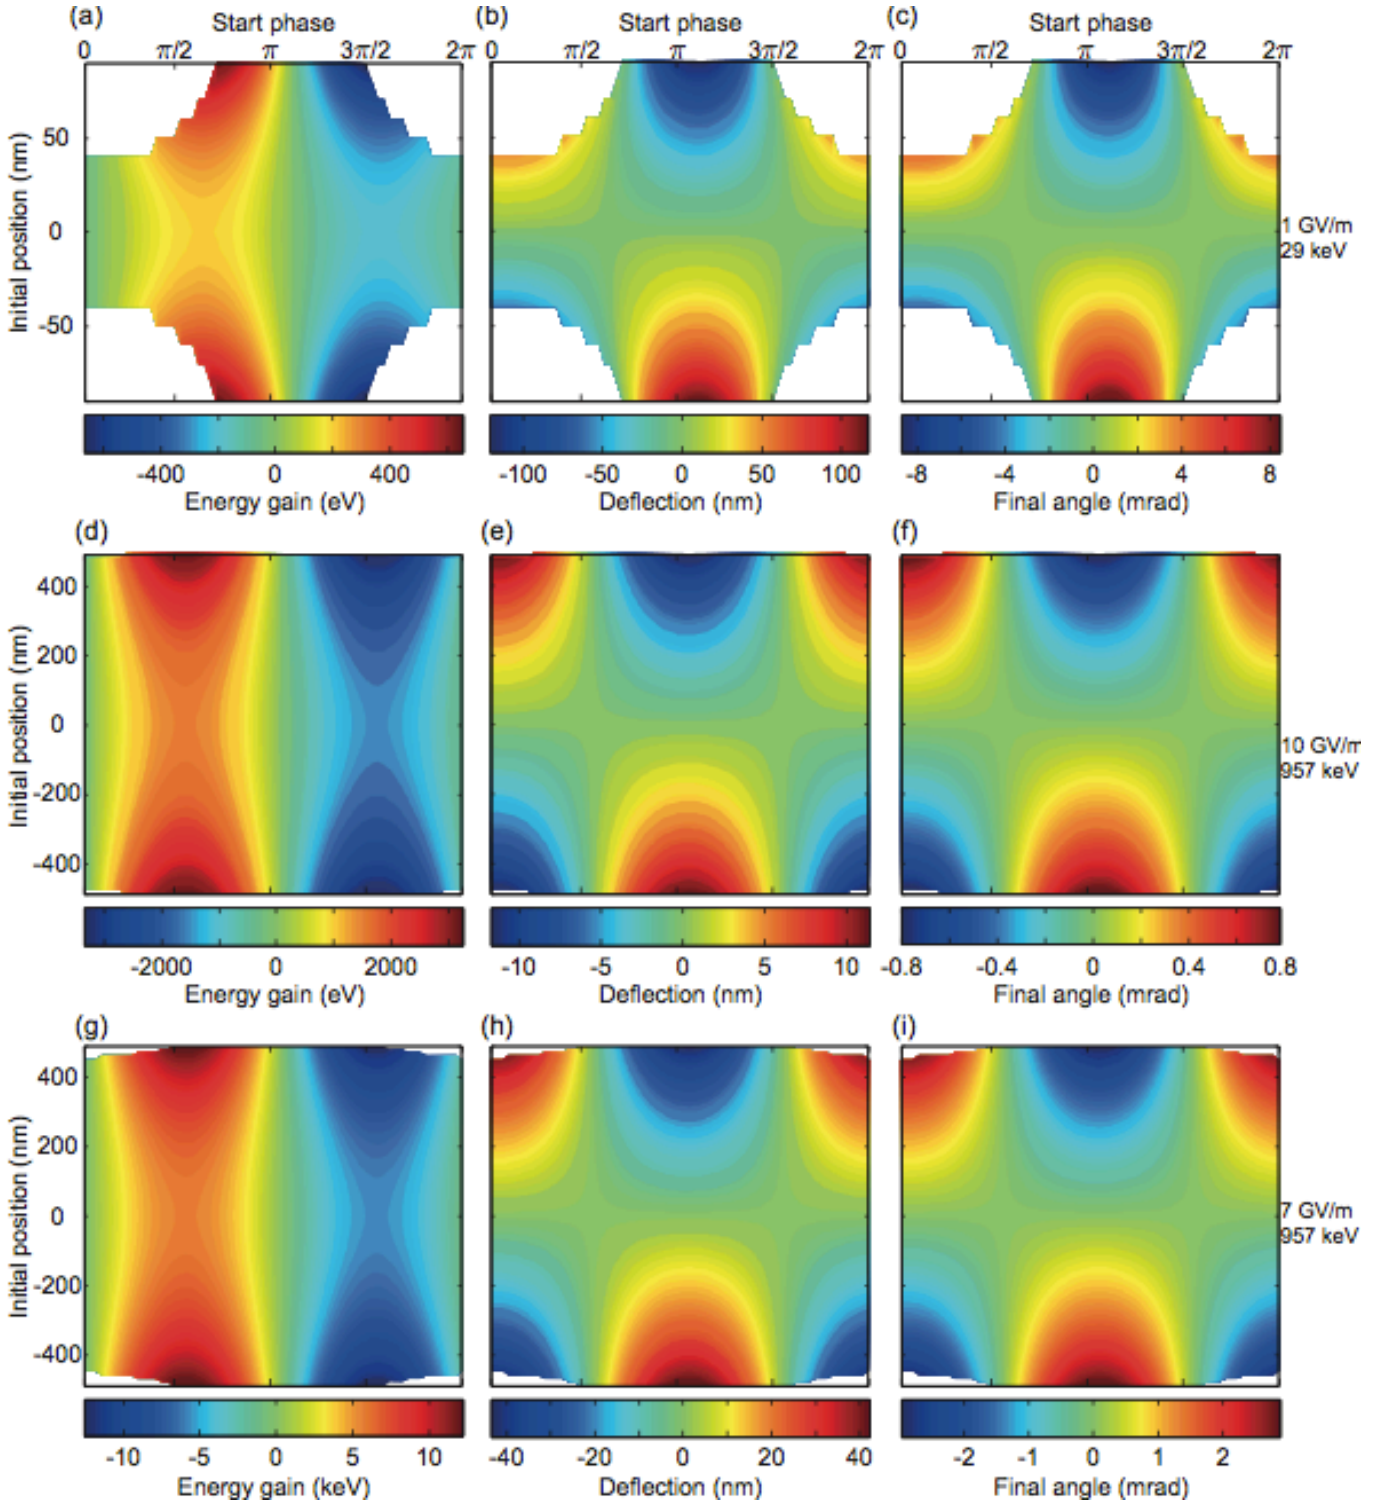 (a) (b) (c)
Start phase Start phase Start phase
0 π/2 π 3π/2 2π 0 π/2 π 3π/2 2π 0 π/2 π 3π/2 2π
Initial position (nm)
50
0
-50
1 GV/m
29 keV
-400 0 400 -100 -50 0 50 100 -8 -4 0 4 8
Energy gain (eV) Deflection (nm) Final angle (mrad)
(d) (e) (f)
Initial position (nm)
400
200
0
-200
-400
10 GV/m
957 keV
-2000 0 2000 -10 -5 0 5 10 -0.8 -0.4 0 0.4 0.8
Energy gain (eV) Deflection (nm) Final angle (mrad)
(g) (h) (i)
Initial position (nm)
400
200
0
-200
-400
7 GV/m
957 keV
-10 -5 0 5 10 -40 -20 0 20 40 -2 -1 0 1 2
Energy gain (keV) Deflection (nm) Final angle (mrad)